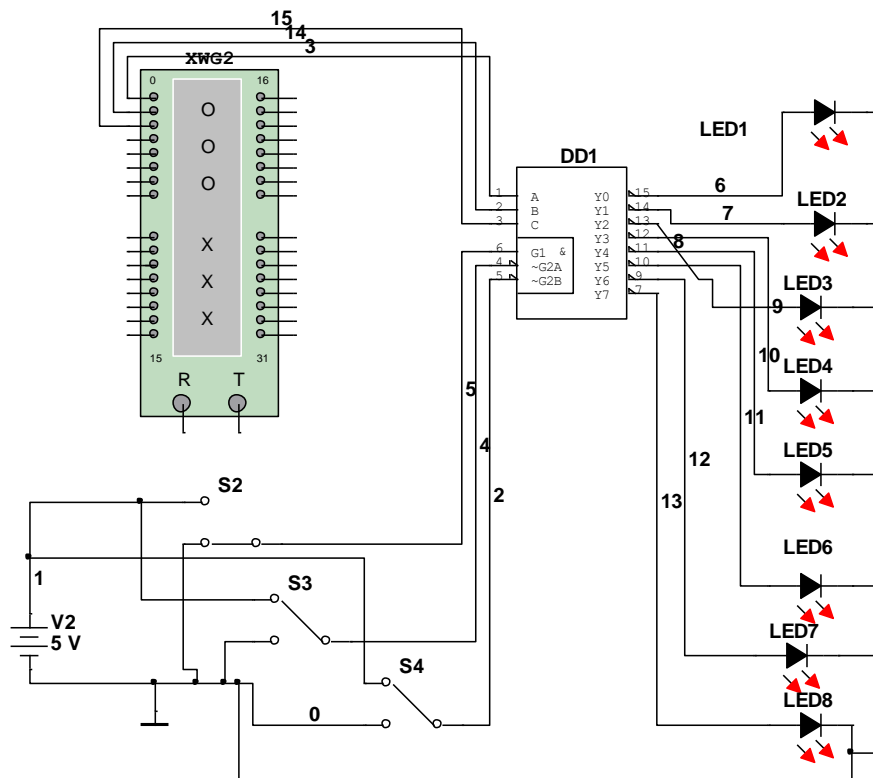 15
14
3
XWG2
0 16
O
O
O
X
X
X
15 31
R T
DD1
1 A Y0 15
2 B Y1 14
3 C Y2 13
Y3 12
6 G1 & Y4 11
4 ~G2A Y5 10
5 ~G2B Y6 9
Y7 7
LED1
6
LED2
7
8
LED3
9
10
LED4
11
LED5
12
13
LED6
LED7
LED8
5
4
2
S2
1
S3
V2
5 V
S4
0